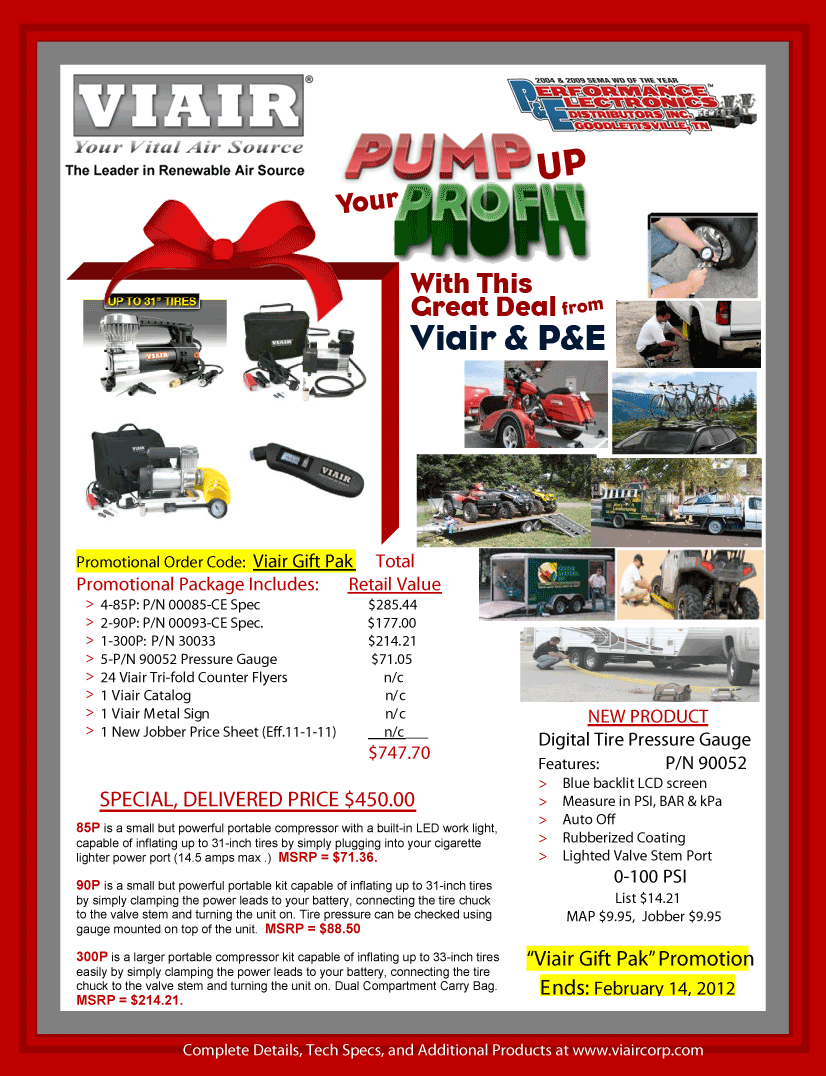 VIAIR®
Your Vital Air Source
The Leader in Renewable Air Source
2004 & 2009 SEMA WD OF THE YEAR
PERFORMANCE™
&ELECTRONICS
DISTRIBUTORS INC.
GOODLETTSVILLE, TN
PUMP UP
Your PROFIT
With This
Great Deal from
Viair & P&E
UP TO 31" TIRES
VIAIR
VIAIR
VIAIR
VIAIR
Promotional Order Code: Viair Gift Pak Total
Promotional Package Includes: Retail Value
> 4-85P: P/N 00085-CE Spec $285.44
> 2-90P: P/N 00093-CE Spec. $177.00
> 1-300P: P/N 30033 $214.21
> 5-P/N 90052 Pressure Gauge $71.05
> 24 Viair Tri-fold Counter Flyers n/c
> 1 Viair Catalog n/c
> 1 Viair Metal Sign n/c
> 1 New Jobber Price Sheet (Eff.11-1-11) n/c
$747.70
SPECIAL, DELIVERED PRICE $450.00
85P is a small but powerful portable compressor with a built-in LED work light,
capable of inflating up to 31-inch tires by simply plugging into your cigarette
lighter power port (14.5 amps max .) MSRP = $71.36.
90P is a small but powerful portable kit capable of inflating up to 31-inch tires
by simply clamping the power leads to your battery, connecting the tire chuck
to the valve stem and turning the unit on. Tire pressure can be checked using
gauge mounted on top of the unit. MSRP = $88.50
300P is a larger portable compressor kit capable of inflating up to 33-inch tires
easily by simply clamping the power leads to your battery, connecting the tire
chuck to the valve stem and turning the unit on. Dual Compartment Carry Bag.
MSRP = $214.21.
NEW PRODUCT
Digital Tire Pressure Gauge
Features: P/N 90052
> Blue backlit LCD screen
> Measure in PSI, BAR & kPa
> Auto Off
> Rubberized Coating
> Lighted Valve Stem Port
0-100 PSI
List $14.21
MAP $9.95, Jobber $9.95
“Viair Gift Pak” Promotion
Ends: February 14, 2012
Complete Details, Tech Specs, and Additional Products at www.viaircorp.com